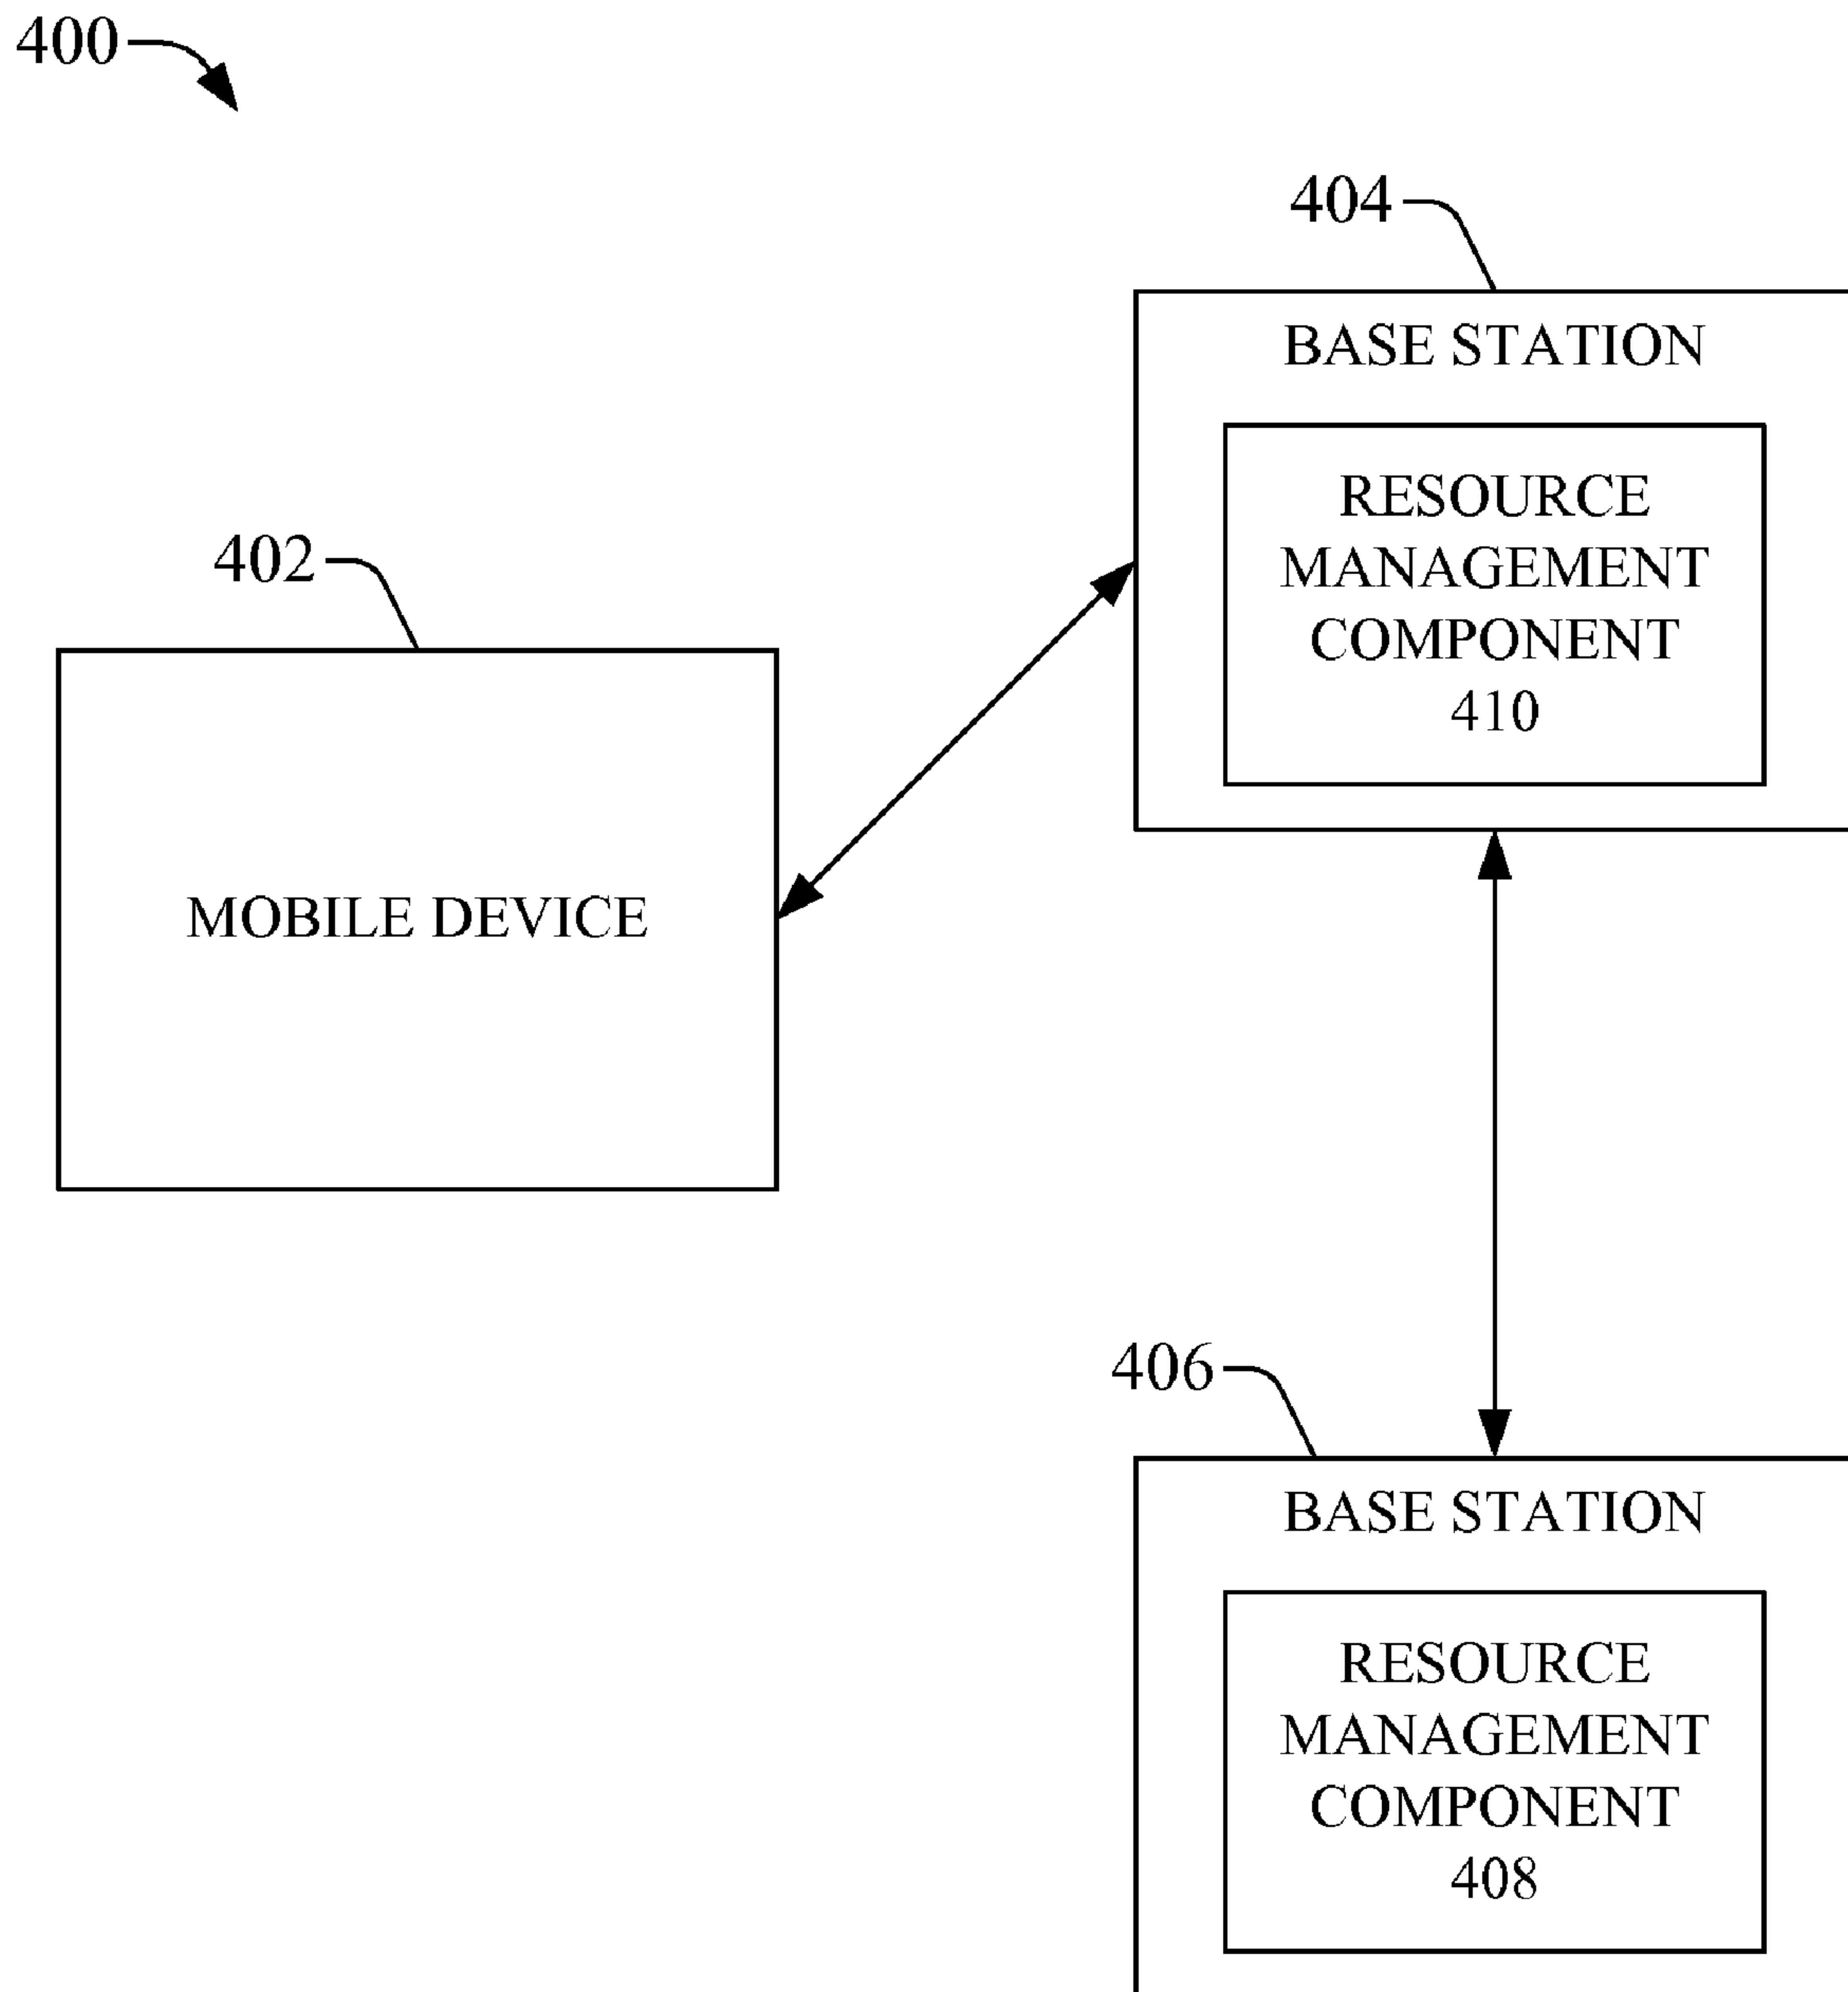 400
404
BASE STATION
RESOURCE
MANAGEMENT
COMPONENT
410
402
MOBILE DEVICE
406
BASE STATION
RESOURCE
MANAGEMENT
COMPONENT
408